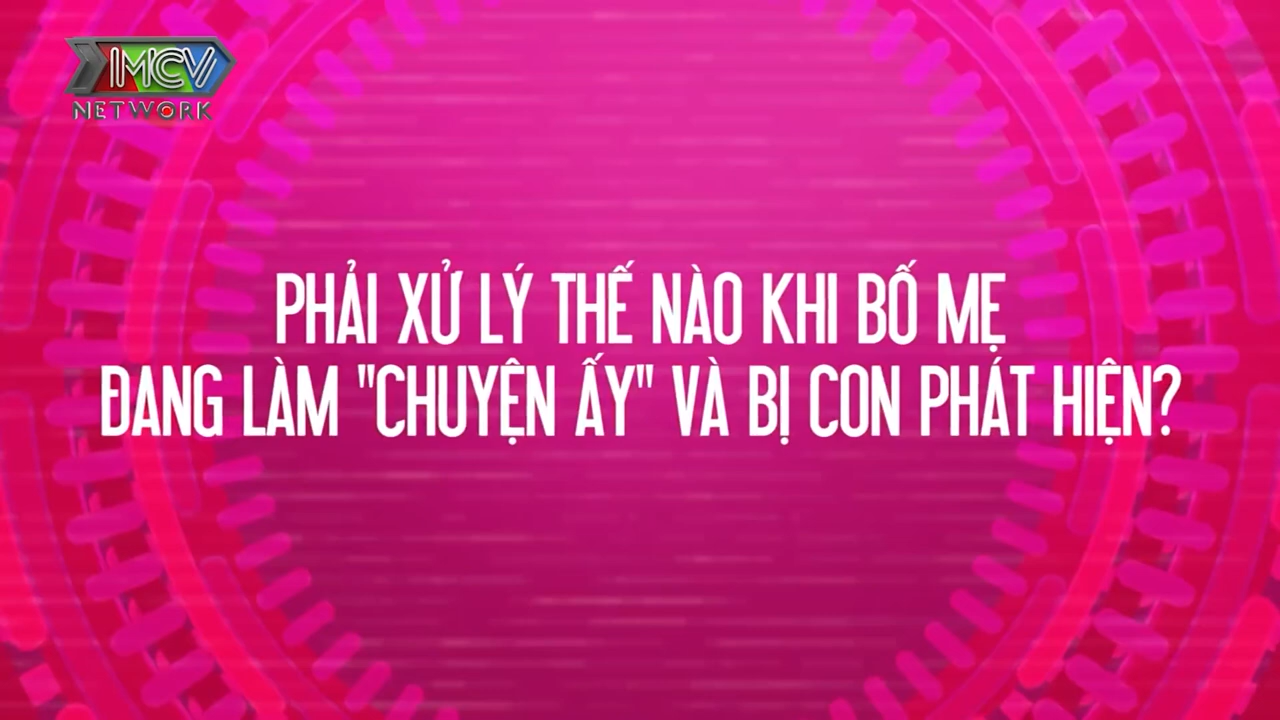 MCV
NETWORK
PHẢI XỬ LÝ THẾ NÀO KHI BỐ MẸ
ĐANG LÀM "CHUYỆN ẤY" VÀ BỊ CON PHÁT HIỆN?